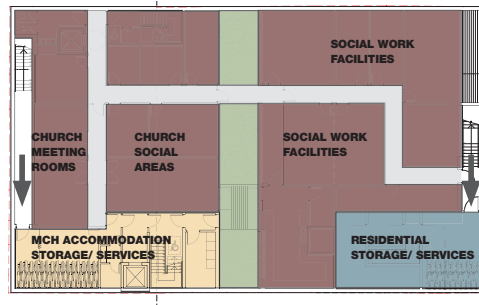 SOCIAL WORK
FACILITIES
CHURCH
MEETING
ROOMS
CHURCH
SOCIAL
AREAS
SOCIAL WORK
FACILITIES
MCH ACCOMMODATION
STORAGE/ SERVICES
RESIDENTIAL
STORAGE/ SERVICES